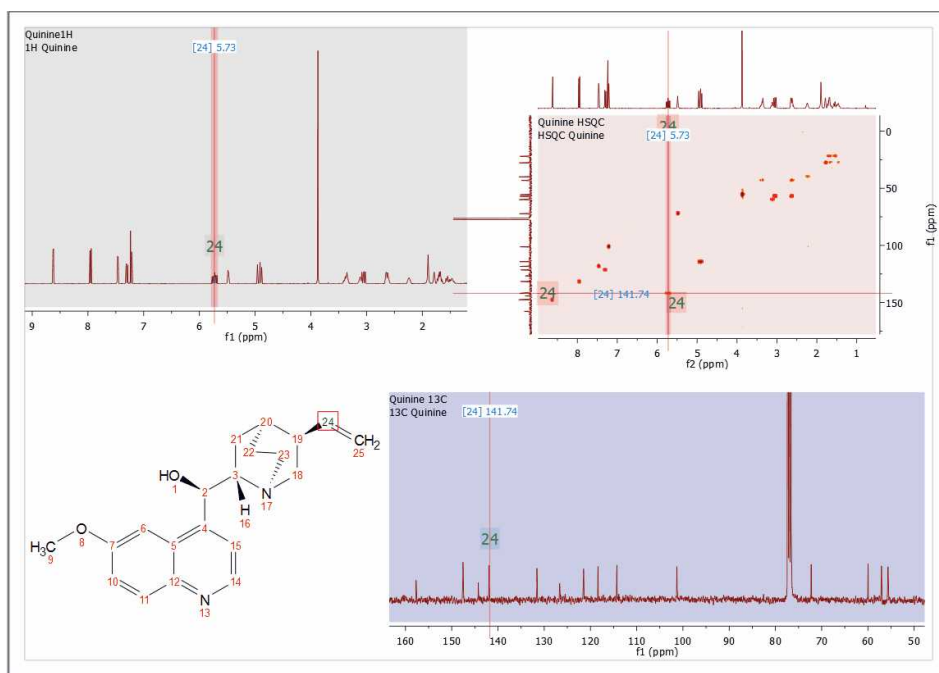 Quinine1H
1H Quinine
[24] 5.73
24
9 8 7 6 5 4 3 2
f1 (ppm)
Quinine HSQC
HSQC Quinine
24
[24] 5.73
24
[24] 141.74
24
0
50
100
150
f1 (ppm)
8 7 6 5 4 3 2 1
f2 (ppm)
20
24
21
19
CH2
22
23
25
HO
3
18
1
2
N
H
17
16
4
O
6
15
H3C
8
7
5
9
10
12
14
11
N
13
Quinine 13C
13C Quinine
[24] 141.74
24
160 150 140 130 120 110 100 90 80 70 60 50
f1 (ppm)